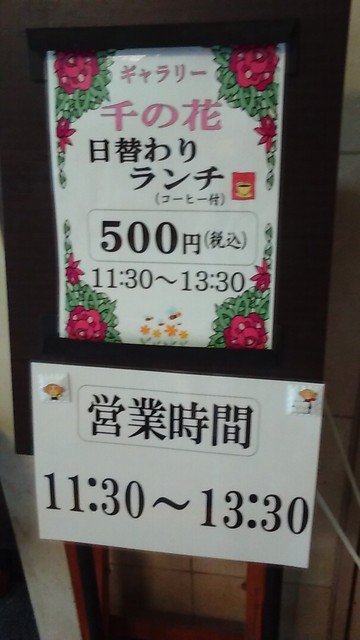 ギャラリー
千の花
日替わり
ランチ
(コーヒー付)
500円(税込)
11:30～13:30
営業時間
11:30～13:30